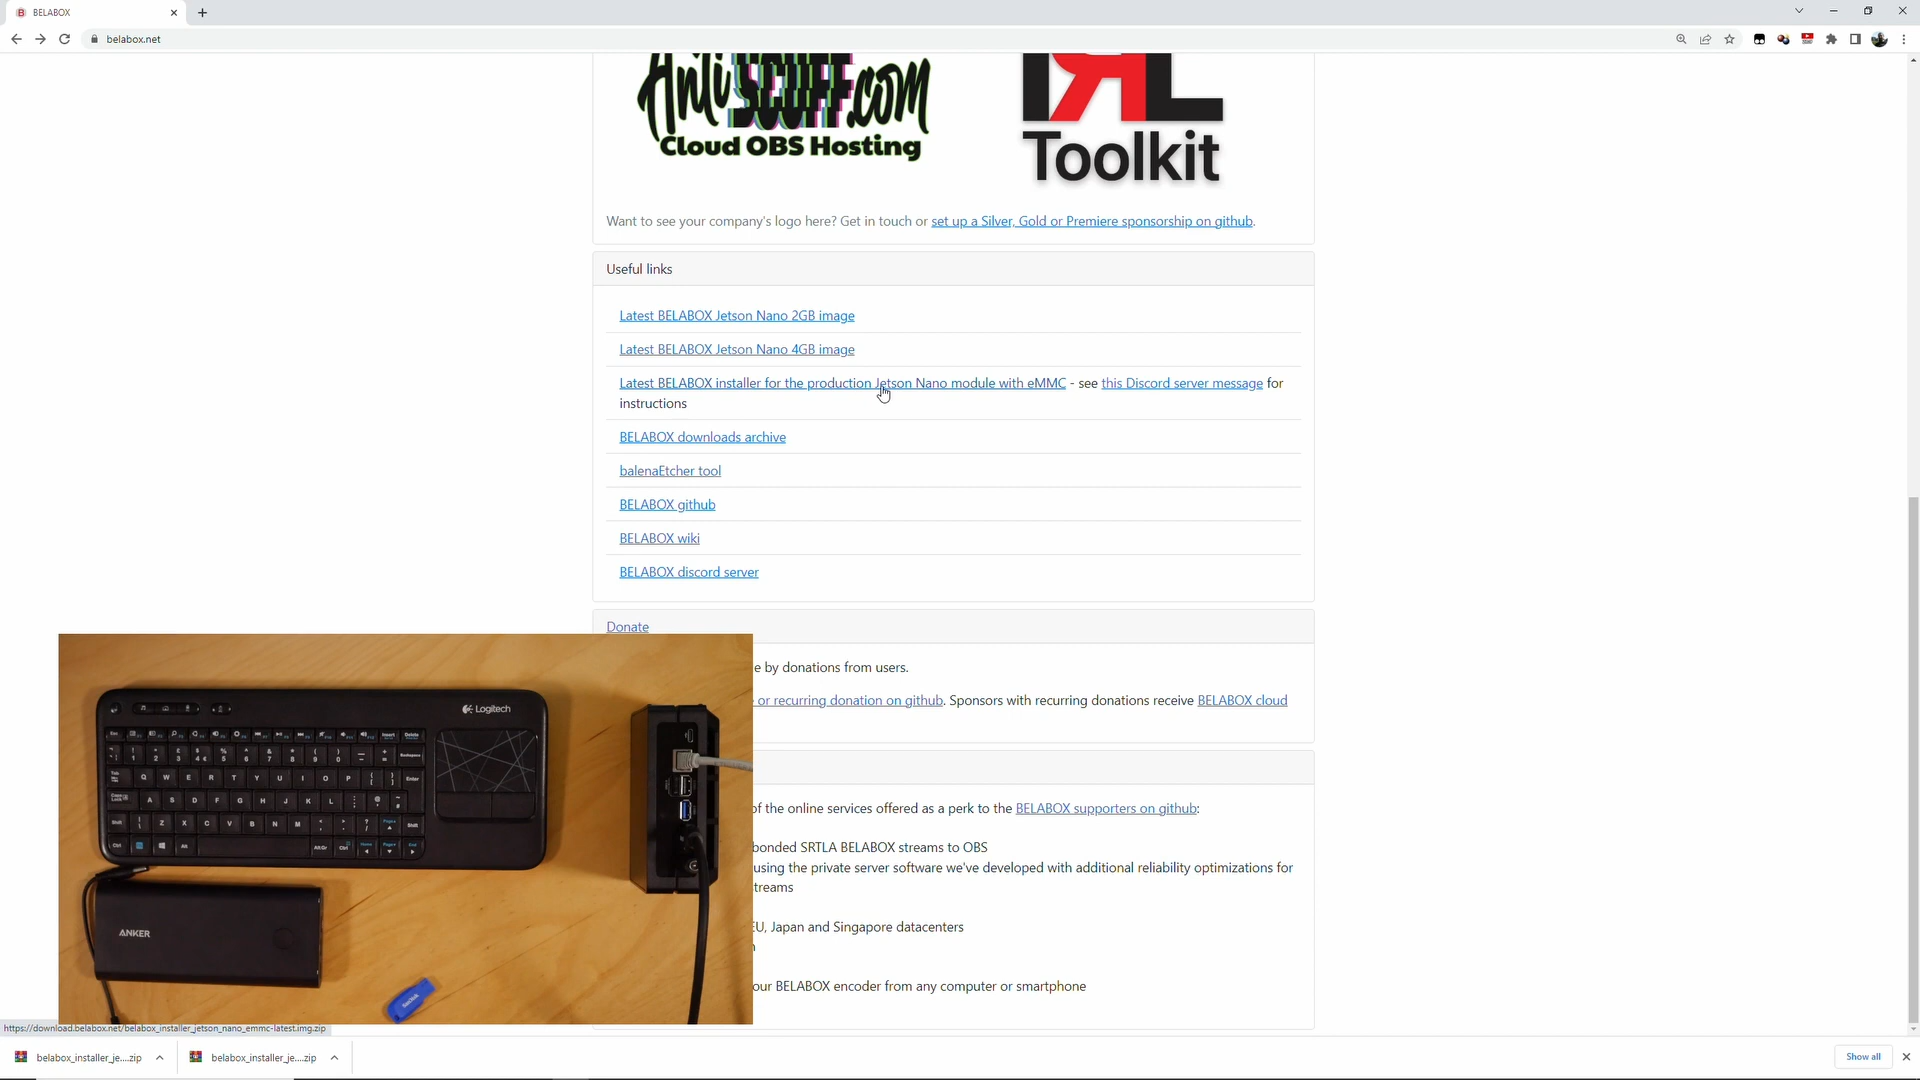 BELABOX
belabox.net
AntiSCUFF.com
Cloud OBS Hosting
IRL
Toolkit
Want to see your company's logo here? Get in touch or set up a Silver, Gold or Premiere sponsorship on github.
Useful links
Latest BELABOX Jetson Nano 2GB image
Latest BELABOX Jetson Nano 4GB image
Latest BELABOX installer for the production Jetson Nano module with eMMC - see this Discord server message for
instructions
BELABOX downloads archive
balenaEtcher tool
BELABOX github
BELABOX wiki
BELABOX discord server
Donate
e by donations from users.
or recurring donation on github. Sponsors with recurring donations receive BELABOX cloud
of the online services offered as a perk to the BELABOX supporters on github:
bonded SRTLA BELABOX streams to OBS
using the private server software we've developed with additional reliability optimizations for
treams
EU, Japan and Singapore datacenters
our BELABOX encoder from any computer or smartphone
Logitech
ANKER
SanDisk
https://download.belabox.net/belabox_installer_jetson_nano_emmc-latest.img.zip
belabox_installer_je....zip
belabox_installer_je....zip
Show all